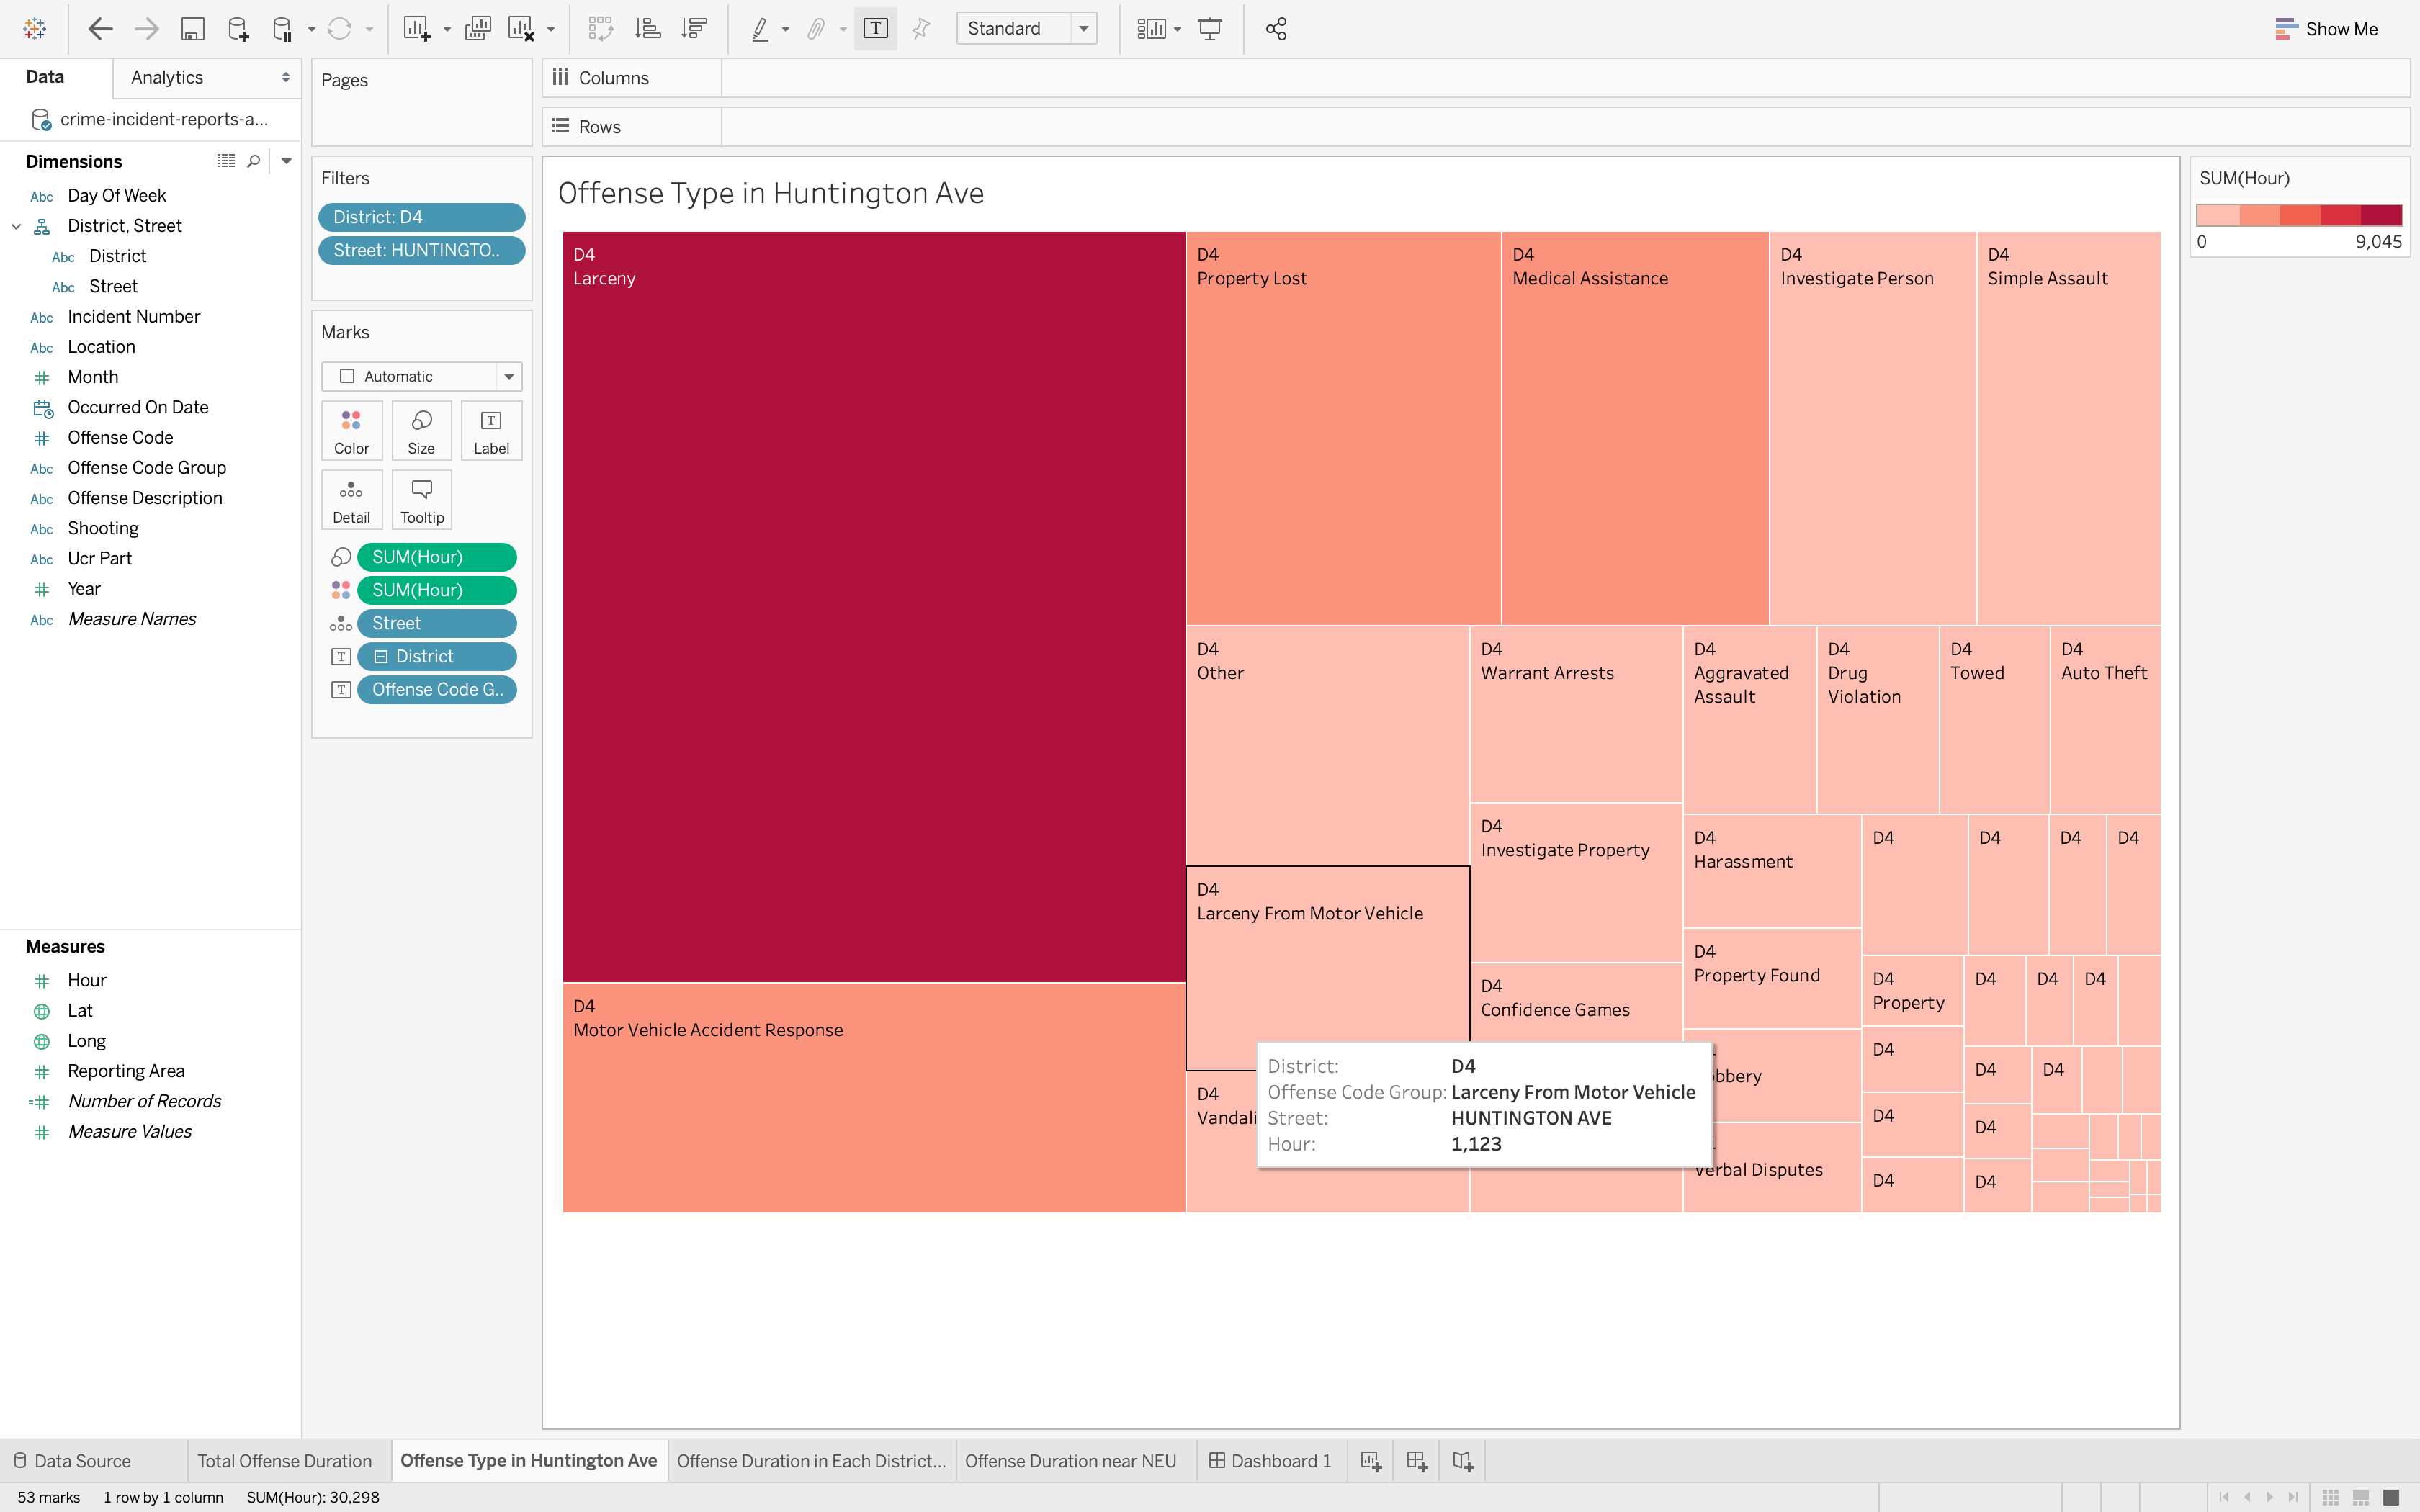 Standard
Show Me
Data
Analytics
crime-incident-reports-a...
Dimensions
Abc Day Of Week
District, Street
Abc District
Abc Street
Abc Incident Number
Abc Location
Month
Occurred On Date
Offense Code
Abc Offense Code Group
Abc Offense Description
Abc Shooting
Abc Ucr Part
Year
Abc Measure Names
Measures
Hour
Lat
Long
Reporting Area
Number of Records
Measure Values
Pages
Filters
District: D4
Street: HUNTINGTO..
Marks
Automatic
Color
Size
Label
Detail
Tooltip
SUM(Hour)
SUM(Hour)
Street
District
Offense Code G..
Columns
Rows
Offense Type in Huntington Ave
D4
Larceny
D4
Motor Vehicle Accident Response
D4
Property Lost
D4
Medical Assistance
D4
Investigate Person
D4
Simple Assault
D4
Other
D4
Larceny From Motor Vehicle
D4
Vandali
D4
Warrant Arrests
D4
Investigate Property
D4
Confidence Games
D4
Aggravated
Assault
D4
Drug
Violation
D4
Towed
D4
Auto Theft
D4
Harassment
D4
Property Found
bbery
Verbal Disputes
D4
D4
D4
D4
D4
Property
D4
D4
D4
D4
D4
D4
D4
D4
D4
D4
District: D4
Offense Code Group: Larceny From Motor Vehicle
Street: HUNTINGTON AVE
Hour: 1,123
SUM(Hour)
0 9,045
Data Source
Total Offense Duration
Offense Type in Huntington Ave
Offense Duration in Each District...
Offense Duration near NEU
Dashboard 1
53 marks
1 row by 1 column
SUM(Hour): 30,298